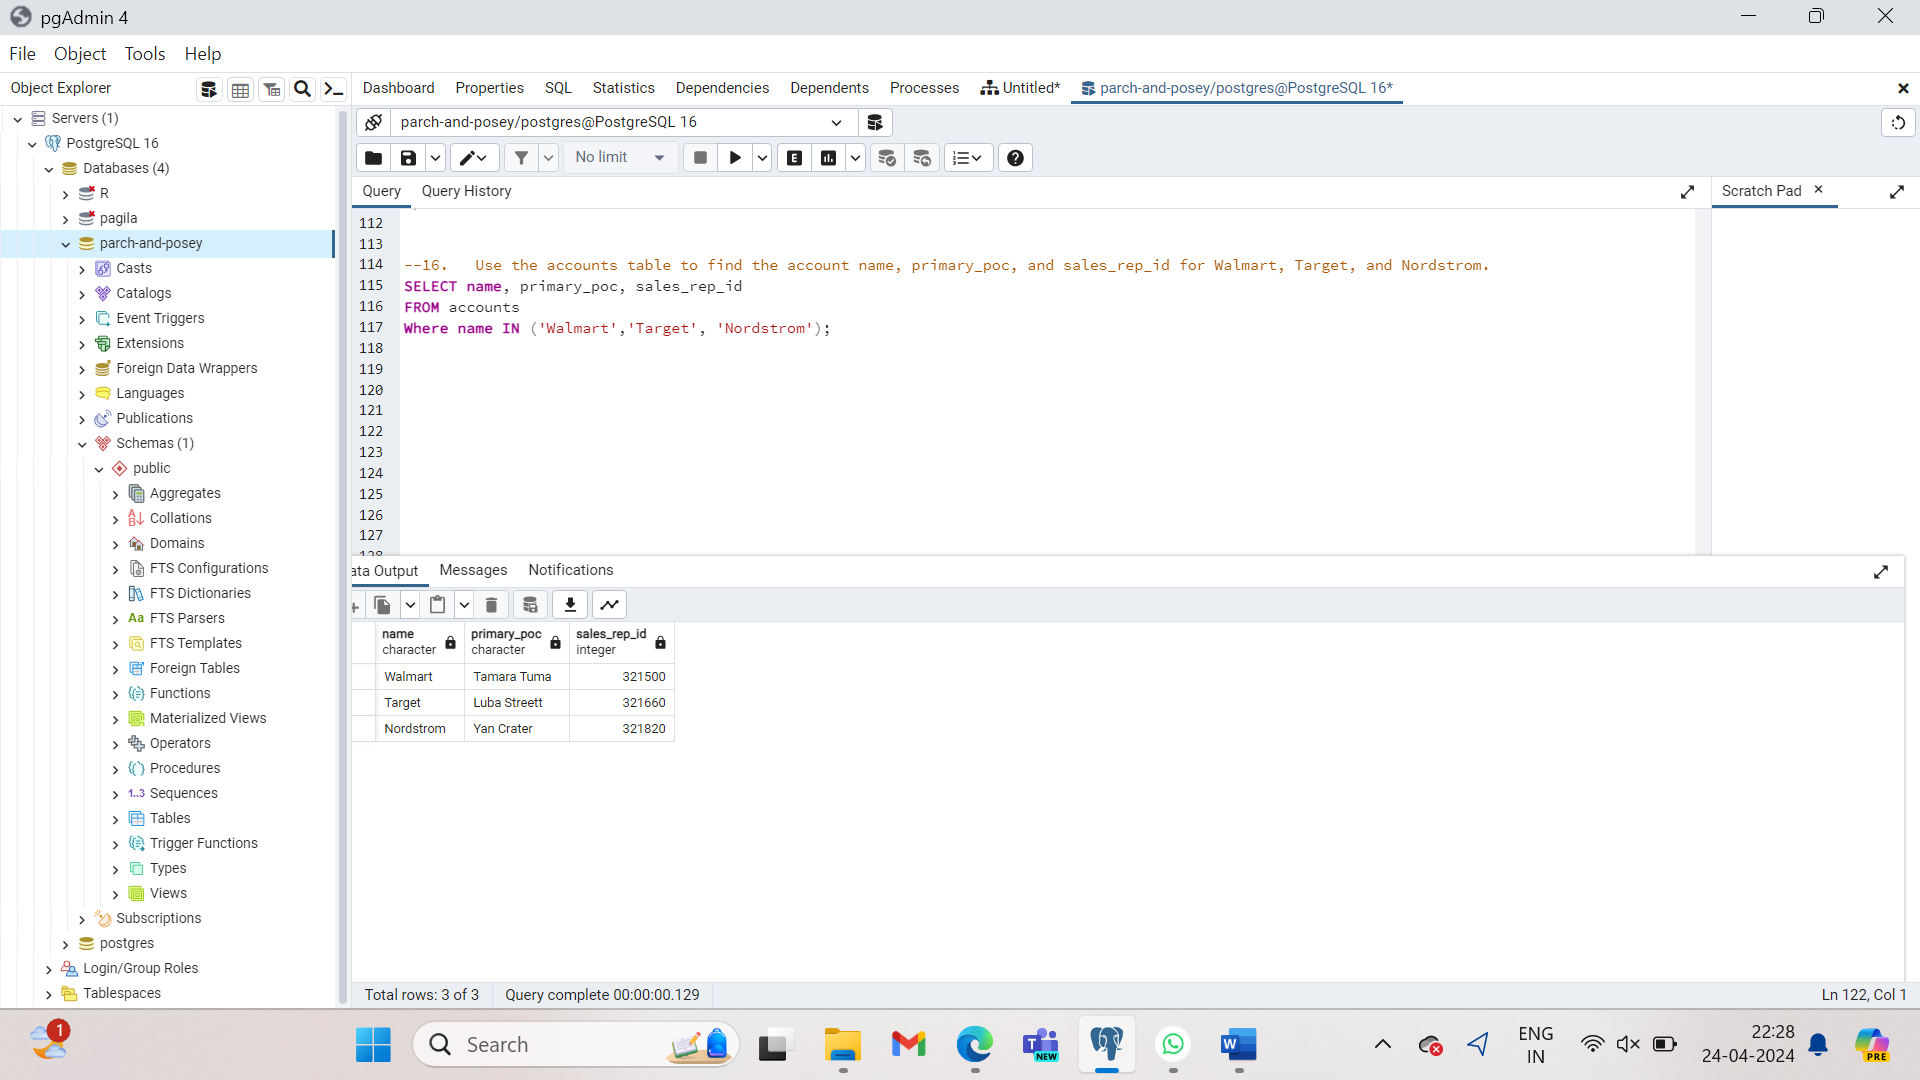 pgAdmin 4
File Object Tools Help
Object Explorer
Dashboard Properties SQL Statistics Dependencies Dependents Processes Untitled* parch-and-posey/postgres@PostgreSQL 16*
Servers (1)
PostgreSQL 16
Databases (4)
R
pagila
parch-and-posey
Casts
Catalogs
Event Triggers
Extensions
Foreign Data Wrappers
Languages
Publications
Schemas (1)
public
Aggregates
Collations
Domains
FTS Configurations
FTS Dictionaries
Aa FTS Parsers
FTS Templates
Foreign Tables
Functions
Materialized Views
Operators
Procedures
1..3 Sequences
Tables
Trigger Functions
Types
Views
Subscriptions
postgres
Login/Group Roles
Tablespaces
parch-and-posey/postgres@PostgreSQL 16
No limit
E
Query Query History
Scratch Pad
112
113
114 --16. Use the accounts table to find the account name, primary_poc, and sales_rep_id for Walmart, Target, and Nordstrom.
115 SELECT name, primary_poc, sales_rep_id
116 FROM accounts
117 Where name IN ('Walmart','Target', 'Nordstrom');
118
119
120
121
122
123
124
125
126
127
128
ata Output Messages Notifications
name primary_poc sales_rep_id
character character integer
Walmart Tamara Tuma 321500
Target Luba Streett 321660
Nordstrom Yan Crater 321820
Total rows: 3 of 3 Query complete 00:00:00.129 Ln 122, Col 1
1
Search
T NEW
W
ENG
IN
22:28
24-04-2024
PRE